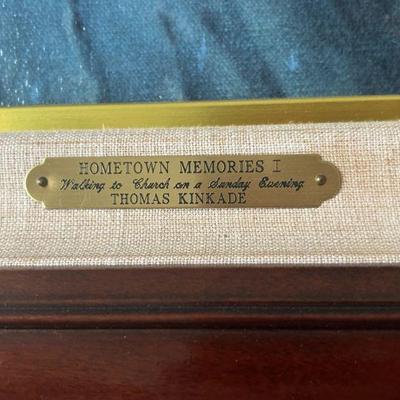 HOMETOWN MEMORIES I
Walking to Church on a Sunday Evening
THOMAS KINKADE